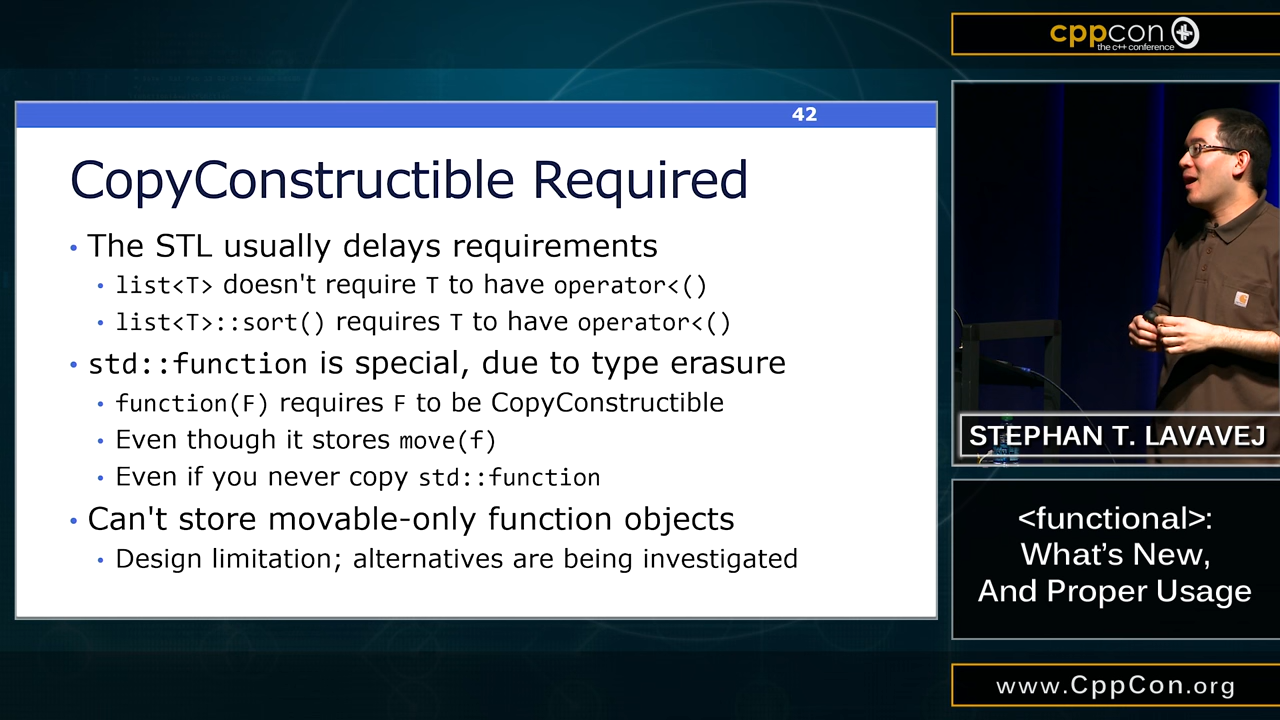 42
CopyConstructible Required
• The STL usually delays requirements
• list<T> doesn't require T to have operator<()
• list<T>::sort() requires T to have operator<()
• std::function is special, due to type erasure
• function(F) requires F to be CopyConstructible
• Even though it stores move(f)
• Even if you never copy std::function
• Can't store movable-only function objects
• Design limitation; alternatives are being investigated
cppcon
the c++ conference
STEPHAN T. LAVAVEJ
<functional>:
What's New,
And Proper Usage
www.CppCon.org